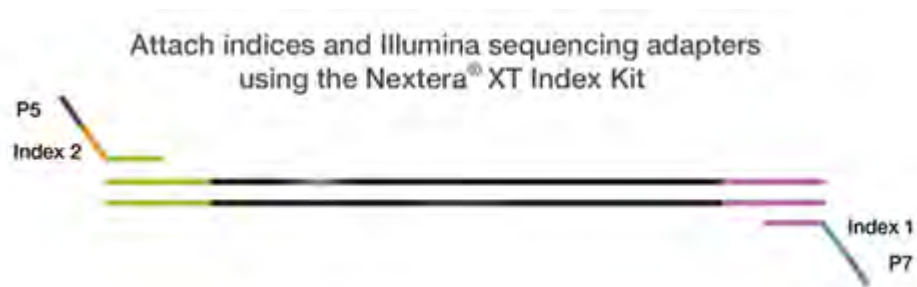 Attach indices and Illumina sequencing adapters
using the Nextera® XT Index Kit
P5
Index 2
Index 1
P7